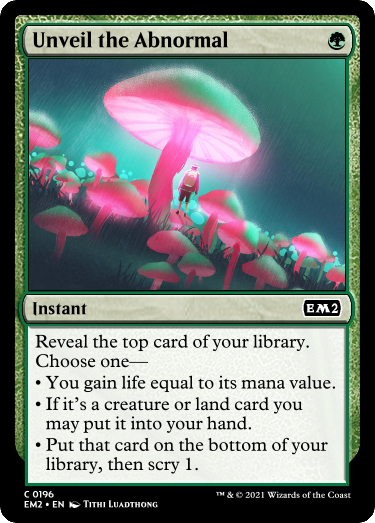 Unveil the Abnormal
Instant
EM2
Reveal the top card of your library.
Choose one—
• You gain life equal to its mana value.
• If it's a creature or land card you
may put it into your hand.
• Put that card on the bottom of your
library, then scry 1.
C 0196
EM2 • EN Tithi Luadthong
™ & © 2021 Wizards of the Coast